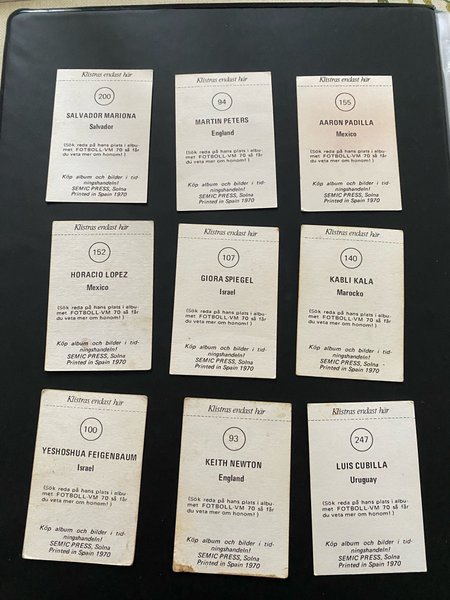 Klistras endast här
200
SALVADOR MARIONA
Salvador
(Sök reda på hans plats i albu-
met FOTBOLL-VM 70 så får
du veta mer om honom!)
Köp album och bilder i tid-
ningshandeln!
SEMIC PRESS, Solna
Printed in Spain 1970
Klistras endast här
94
MARTIN PETERS
England
(Sök reda på hans plats i albu-
met FOTBOLL-VM 70 så får
du veta mer om honom!)
Köp album och bilder i tid-
ningshandeln!
SEMIC PRESS, Solna
Printed in Spain 1970
Klistras endast här
155
AARON PADILLA
Mexico
(Sök reda på hans plats i albu-
met FOTBOLL-VM 70 så får
du veta mer om honom!)
Köp album och bilder i tid-
ningshandeln!
SEMIC PRESS, Solna
Printed in Spain 1970
Klistras endast här
152
HORACIO LOPEZ
Mexico
(Sök reda på hans plats i albu-
met FOTBOLL-VM 70 så får
du veta mer om honom!)
Köp album och bilder i tid-
ningshandeln!
SEMIC PRESS, Solna
Printed in Spain 1970
Klistras endast här
107
GIORA SPIEGEL
Israel
(Sök reda på hans plats i albu-
met FOTBOLL-VM 70 så får
du veta mer om honom!)
Köp album och bilder i tid-
ningshandeln!
SEMIC PRESS, Solna
Printed in Spain 1970
Klistras endast här
140
KABLI KALA
Marocko
(Sök reda på hans plats i albu-
met FOTBOLL-VM 70 så får
du veta mer om honom!)
Köp album och bilder i tid-
ningshandeln!
SEMIC PRESS, Solna
Printed in Spain 1970
Klistras endast här
100
YESHOSHUA FEIGENBAUM
Israel
(Sök reda på hans plats i albu-
met FOTBOLL-VM 70 så får
du veta mer om honom!)
Köp album och bilder i tid-
ningshandeln!
SEMIC PRESS, Solna
Printed in Spain 1970
Klistras endast här
93
KEITH NEWTON
England
(Sök reda på hans plats i albu-
met FOTBOLL-VM 70 så får
du veta mer om honom!)
Köp album och bilder i tid-
ningshandeln!
SEMIC PRESS, Solna
Printed in Spain 1970
Klistras endast här
247
LUIS CUBILLA
Uruguay
(Sök reda på hans plats i albu-
met FOTBOLL-VM 70 så får
du veta mer om honom!)
Köp album och bilder i tid-
ningshandeln!
SEMIC PRESS, Solna
Printed in Spain 1970